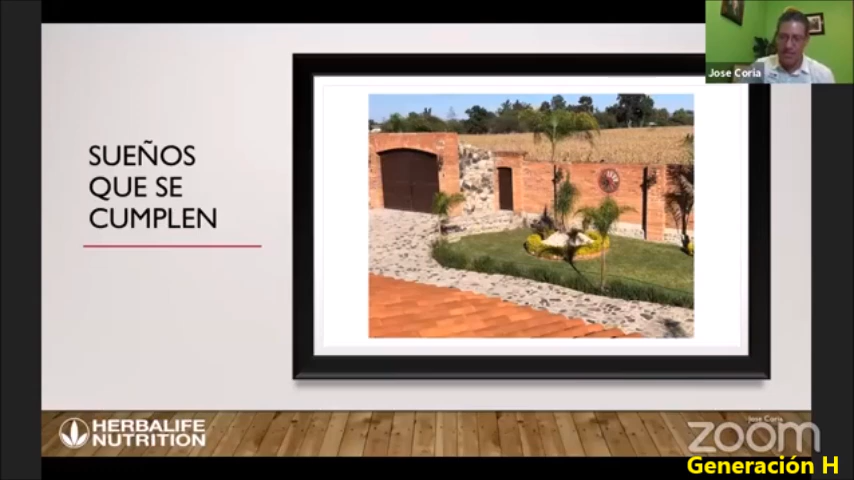 Jose Coria
SUEÑOS
QUE SE
CUMPLEN
HERBALIFE
NUTRITION
Jose Coria
zoom
Generación H